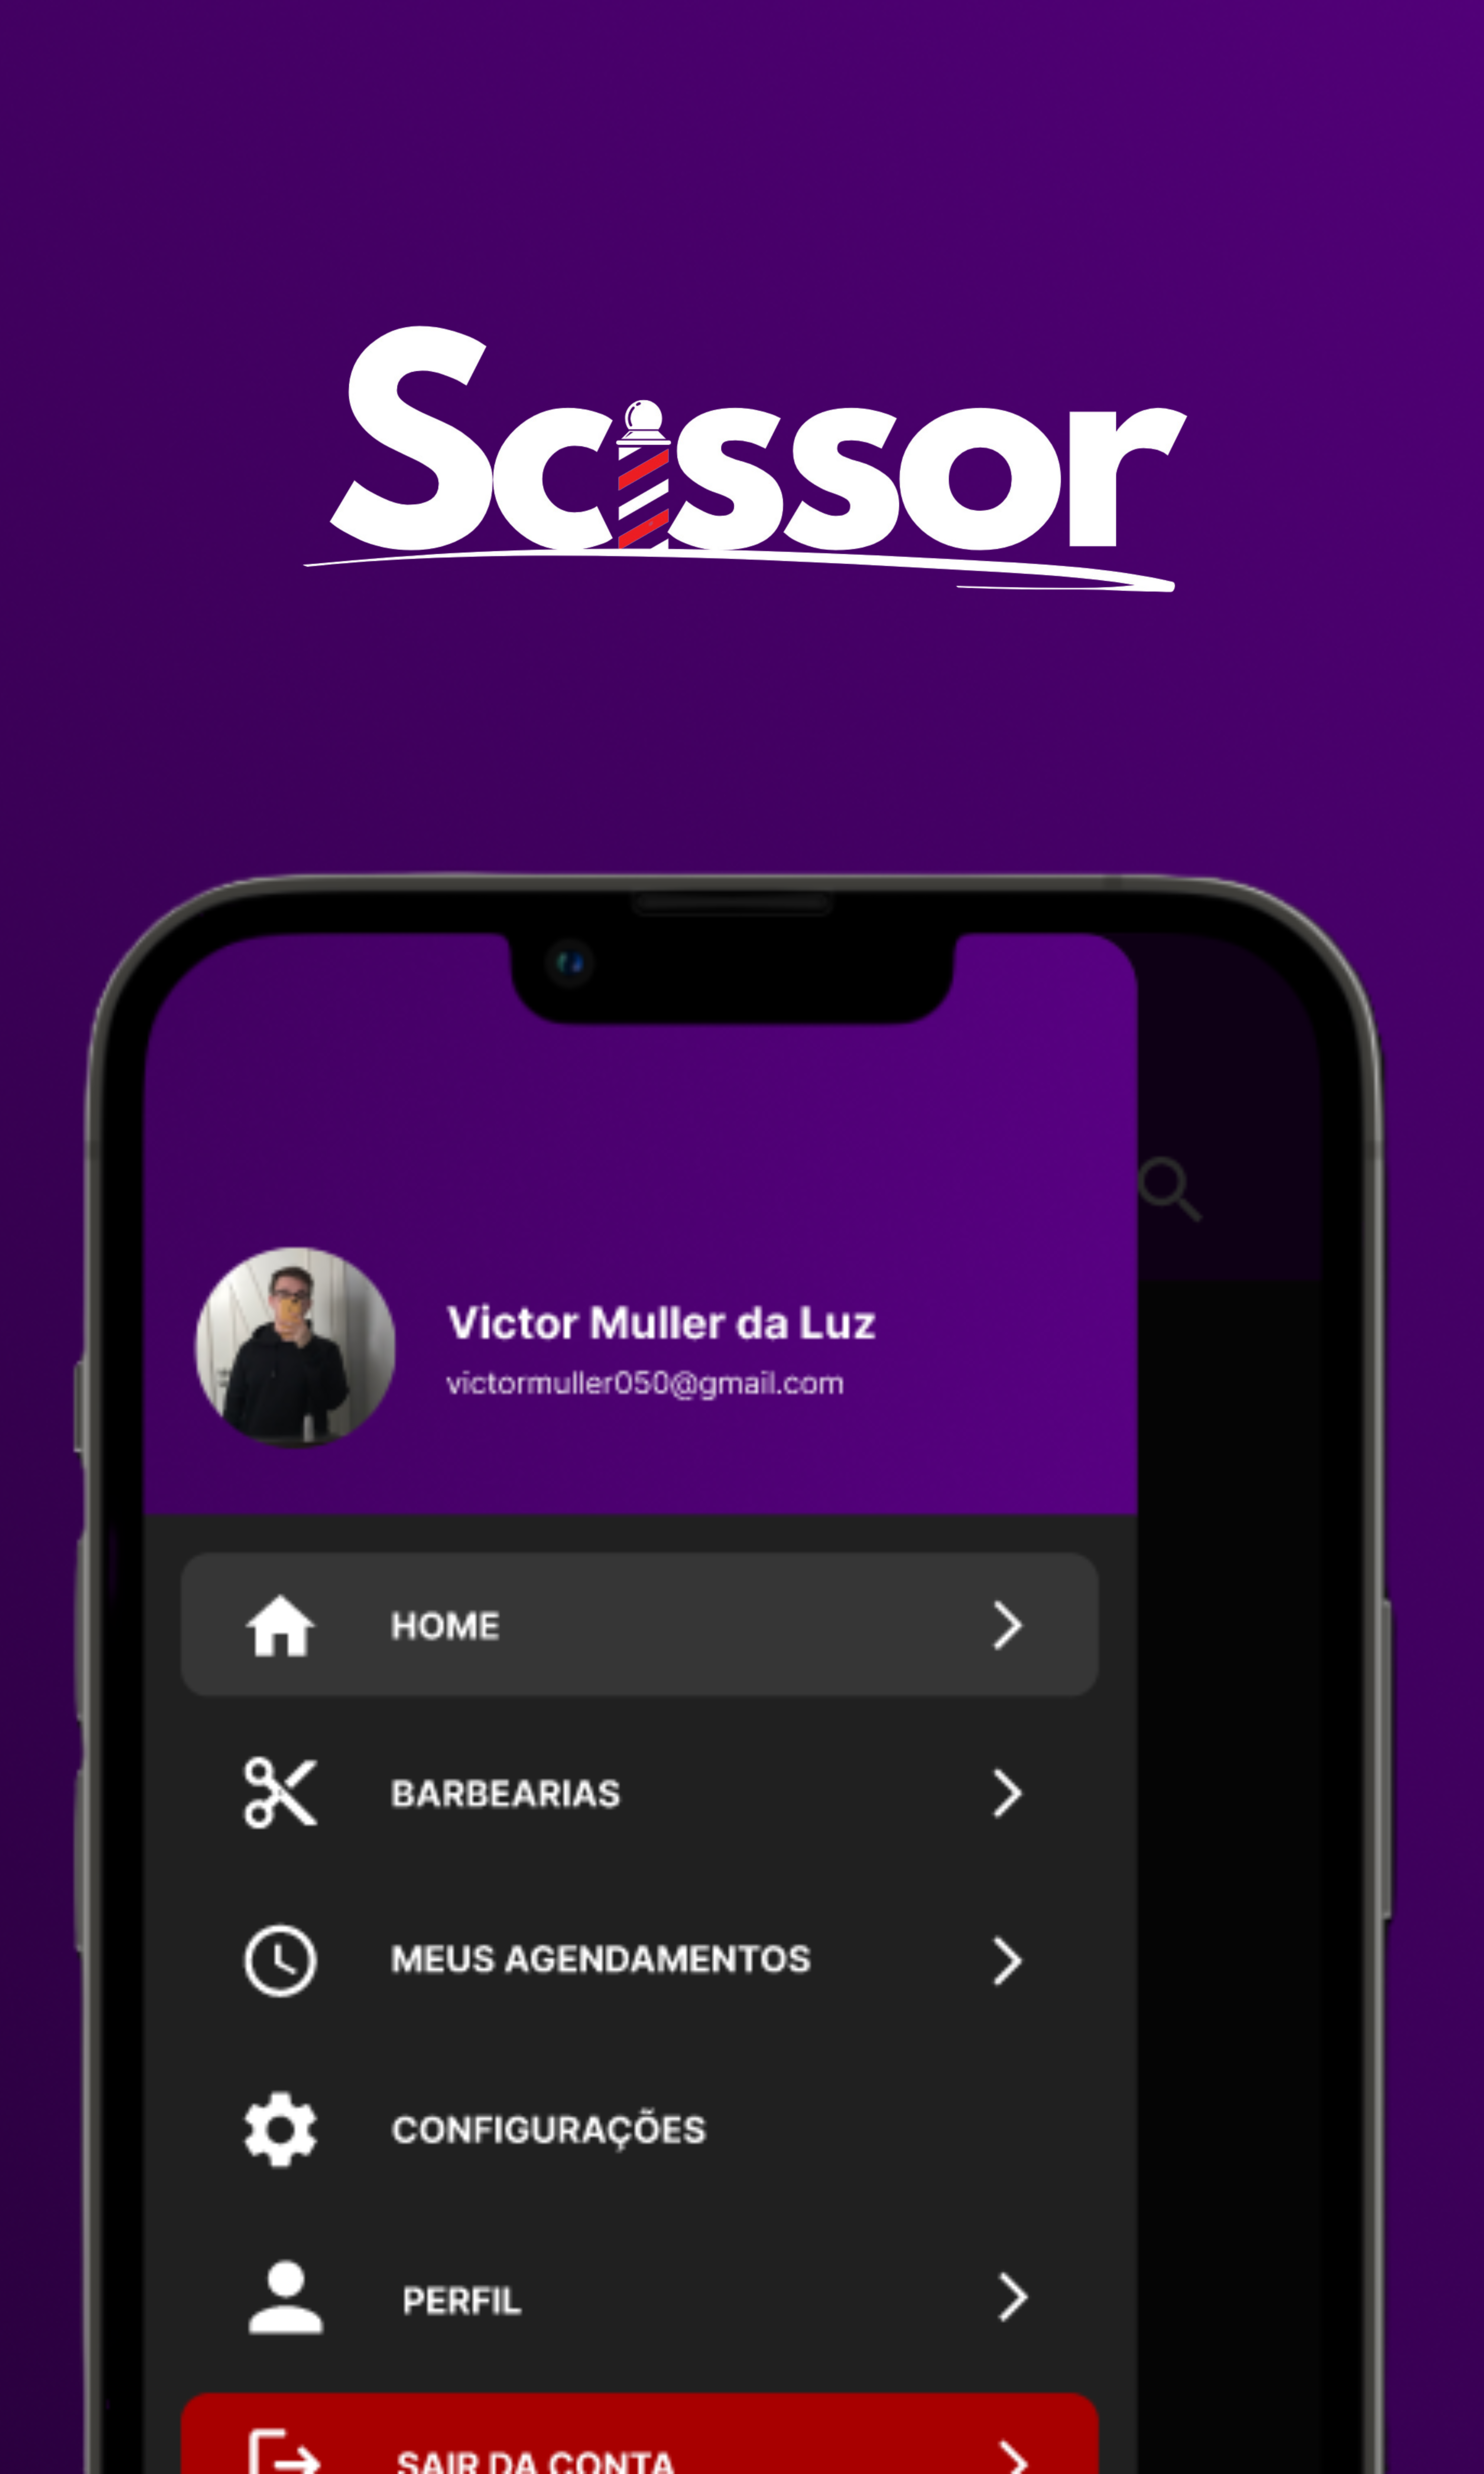 Scissor
Victor Muller da Luz
victormuller050@gmail.com
HOME
BARBEARIAS
MEUS AGENDAMENTOS
CONFIGURAÇÕES
PERFIL
SAIR DA CONTA